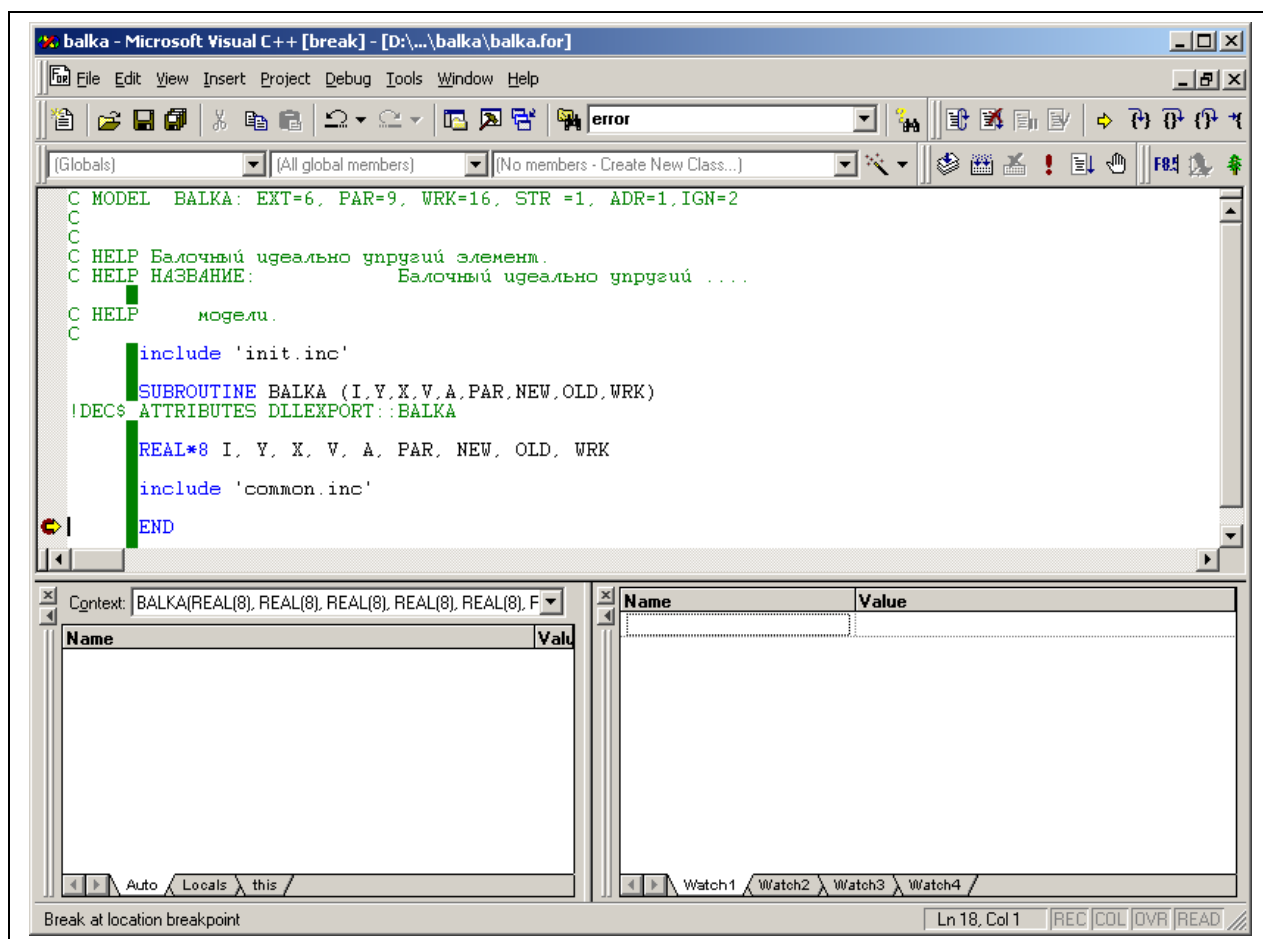 balka - Microsoft Visual C++ [break] - [D:\...\balka\balka.for]
File Edit View Insert Project Debug Tools Window Help
error
(Globals) (All global members) (No members - Create New Class...)
C MODEL BALKA: EXT=6, PAR=9, WRK=16, STR =1, ADR=1,IGN=2
C
C
C HELP Балочный идеально упругий элемент.
C HELP НАЗВАНИЕ: Балочный идеально упругий ....
C HELP модели.
C
include 'init.inc'
SUBROUTINE BALKA (I,Y,X,V,A,PAR,NEW,OLD,WRK)
!DEC$ ATTRIBUTES DLLEXPORT::BALKA
REAL*8 I, Y, X, V, A, PAR, NEW, OLD, WRK
include 'common.inc'
END
Context: BALKA(REAL(8), REAL(8), REAL(8), REAL(8), REAL(8), F
Name Valu
Name Value
Auto Locals this
Watch1 Watch2 Watch3 Watch4
Break at location breakpoint
Ln 18, Col 1 REC COL OVR READ